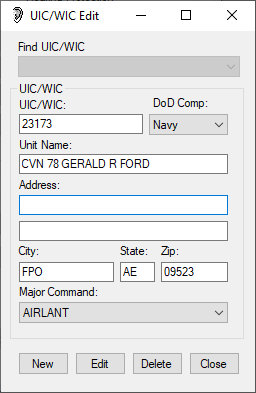 UIC/WIC Edit
Find UIC/WIC
UIC/WIC
UIC/WIC: DoD Comp:
23173 Navy
Unit Name:
CVN 78 GERALD R FORD
Address:
City: State: Zip:
FPO AE 09523
Major Command:
AIRLANT
New Edit Delete Close